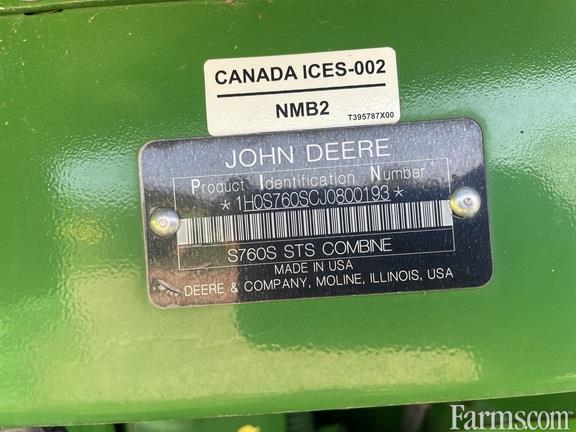 CANADA ICES-002
NMB2
T395787X00
JOHN DEERE
Product Identification Number
*1H0S760SCJ0800193*
S760S STS COMBINE
MADE IN USA
DEERE & COMPANY, MOLINE, ILLINOIS, USA
Farms.com